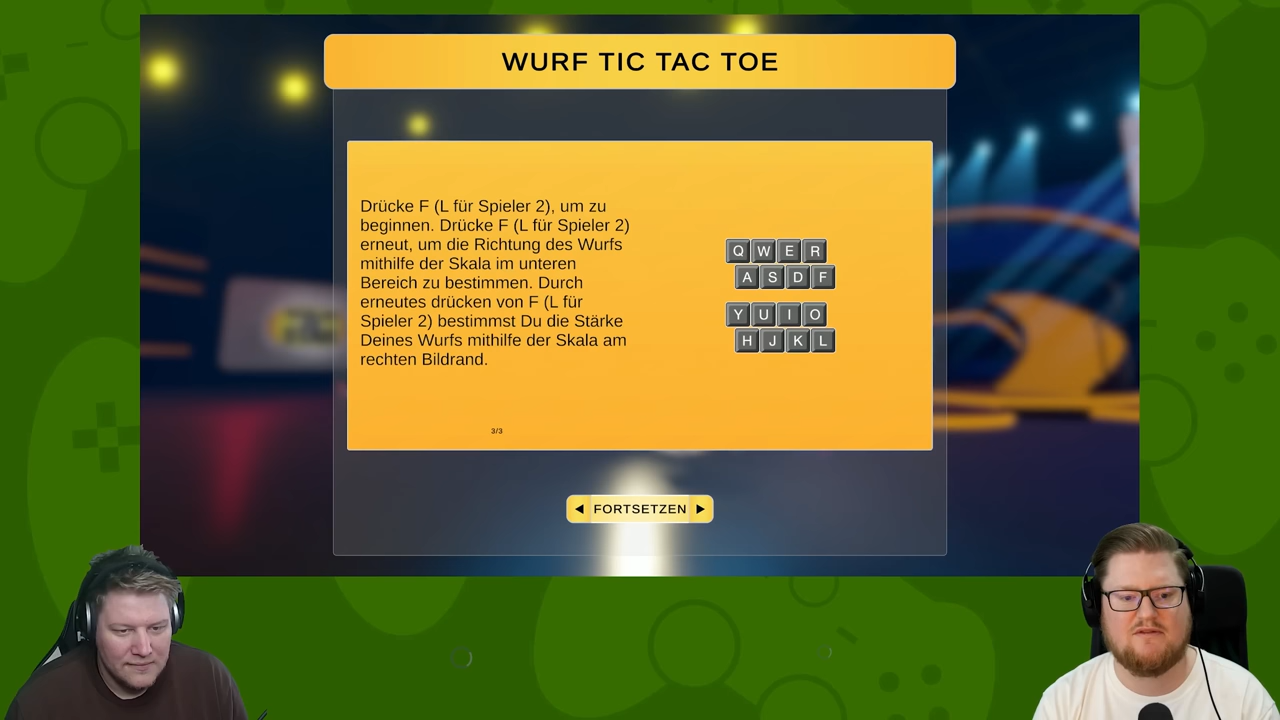 WURF TIC TAC TOE
Drücke F (L für Spieler 2), um zu
beginnen. Drücke F (L für Spieler 2)
erneut, um die Richtung des Wurfs
mithilfe der Skala im unteren
Bereich zu bestimmen. Durch
erneutes drücken von F (L für
Spieler 2) bestimmst Du die Stärke
Deines Wurfs mithilfe der Skala am
rechten Bildrand.
Q W E R
A S D F
Y U I O
H J K L
3/3
FORTSETZEN